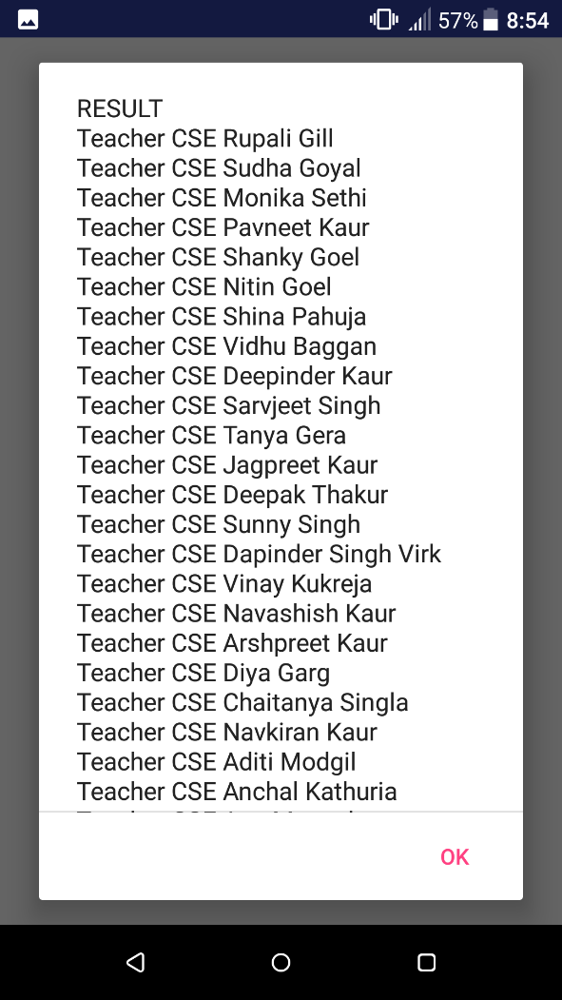 57% 8:54
RESULT
Teacher CSE Rupali Gill
Teacher CSE Sudha Goyal
Teacher CSE Monika Sethi
Teacher CSE Pavneet Kaur
Teacher CSE Shanky Goel
Teacher CSE Nitin Goel
Teacher CSE Shina Pahuja
Teacher CSE Vidhu Baggan
Teacher CSE Deepinder Kaur
Teacher CSE Sarvjeet Singh
Teacher CSE Tanya Gera
Teacher CSE Jagpreet Kaur
Teacher CSE Deepak Thakur
Teacher CSE Sunny Singh
Teacher CSE Dapinder Singh Virk
Teacher CSE Vinay Kukreja
Teacher CSE Navashish Kaur
Teacher CSE Arshpreet Kaur
Teacher CSE Diya Garg
Teacher CSE Chaitanya Singla
Teacher CSE Navkiran Kaur
Teacher CSE Aditi Modgil
Teacher CSE Anchal Kathuria
OK